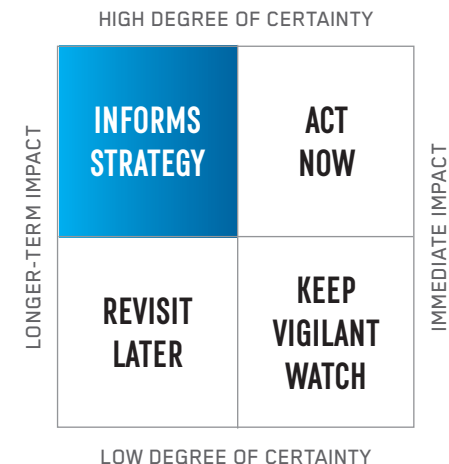 HIGH DEGREE OF CERTAINTY
LONGER-TERM IMPACT
INFORMS
STRATEGY
ACT
NOW
IMMEDIATE IMPACT
REVISIT
LATER
KEEP
VIGILANT
WATCH
LOW DEGREE OF CERTAINTY